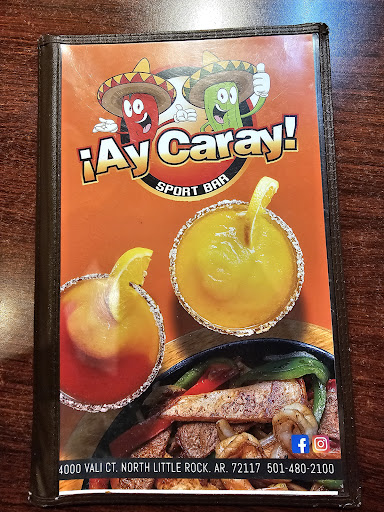 ¡Ay Caray!
SPORT BAR
4000 VALI CT. NORTH LITTLE ROCK. AR. 72117 501-480-2100